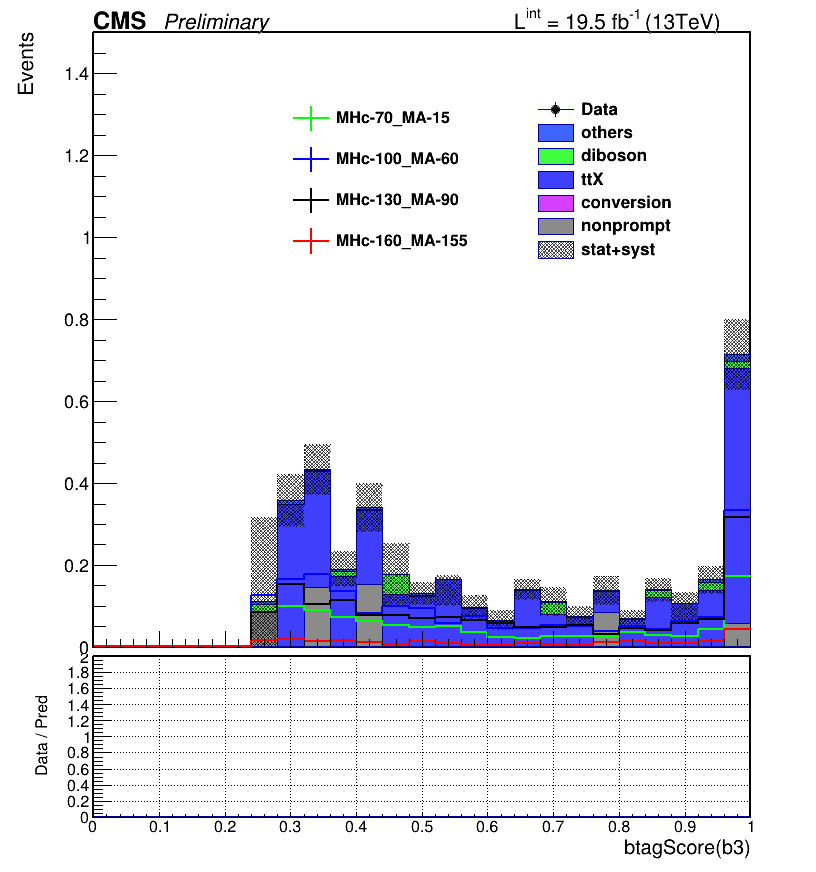 CMS Preliminary L^int = 19.5 fb^-1 (13TeV)
Events
1.4
1.2
1
0.8
0.6
0.4
0.2
0
MHc-70_MA-15
MHc-100_MA-60
MHc-130_MA-90
MHc-160_MA-155
Data
others
diboson
ttX
conversion
nonprompt
stat+syst
Data / Pred
2
1.8
1.6
1.4
1.2
1
0.8
0.6
0.4
0.2
0
0 0.1 0.2 0.3 0.4 0.5 0.6 0.7 0.8 0.9 1
btagScore(b3)